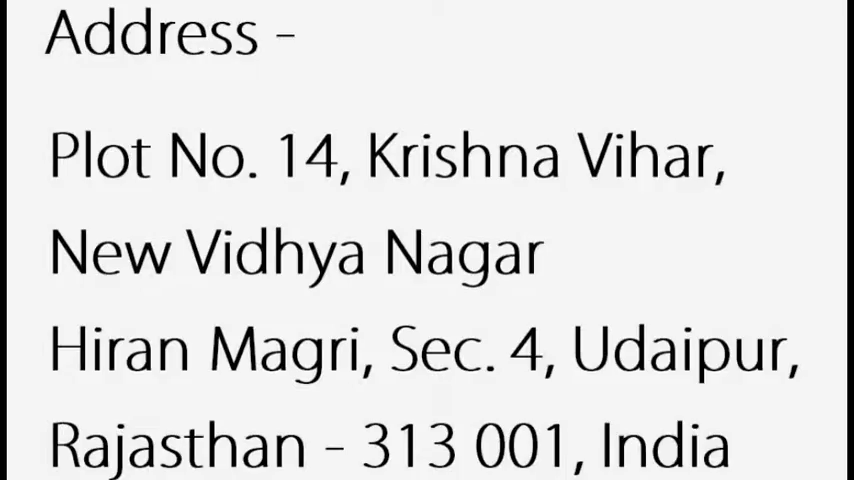 Address -
Plot No. 14, Krishna Vihar,
New Vidhya Nagar
Hiran Magri, Sec. 4, Udaipur,
Rajasthan - 313 001, India